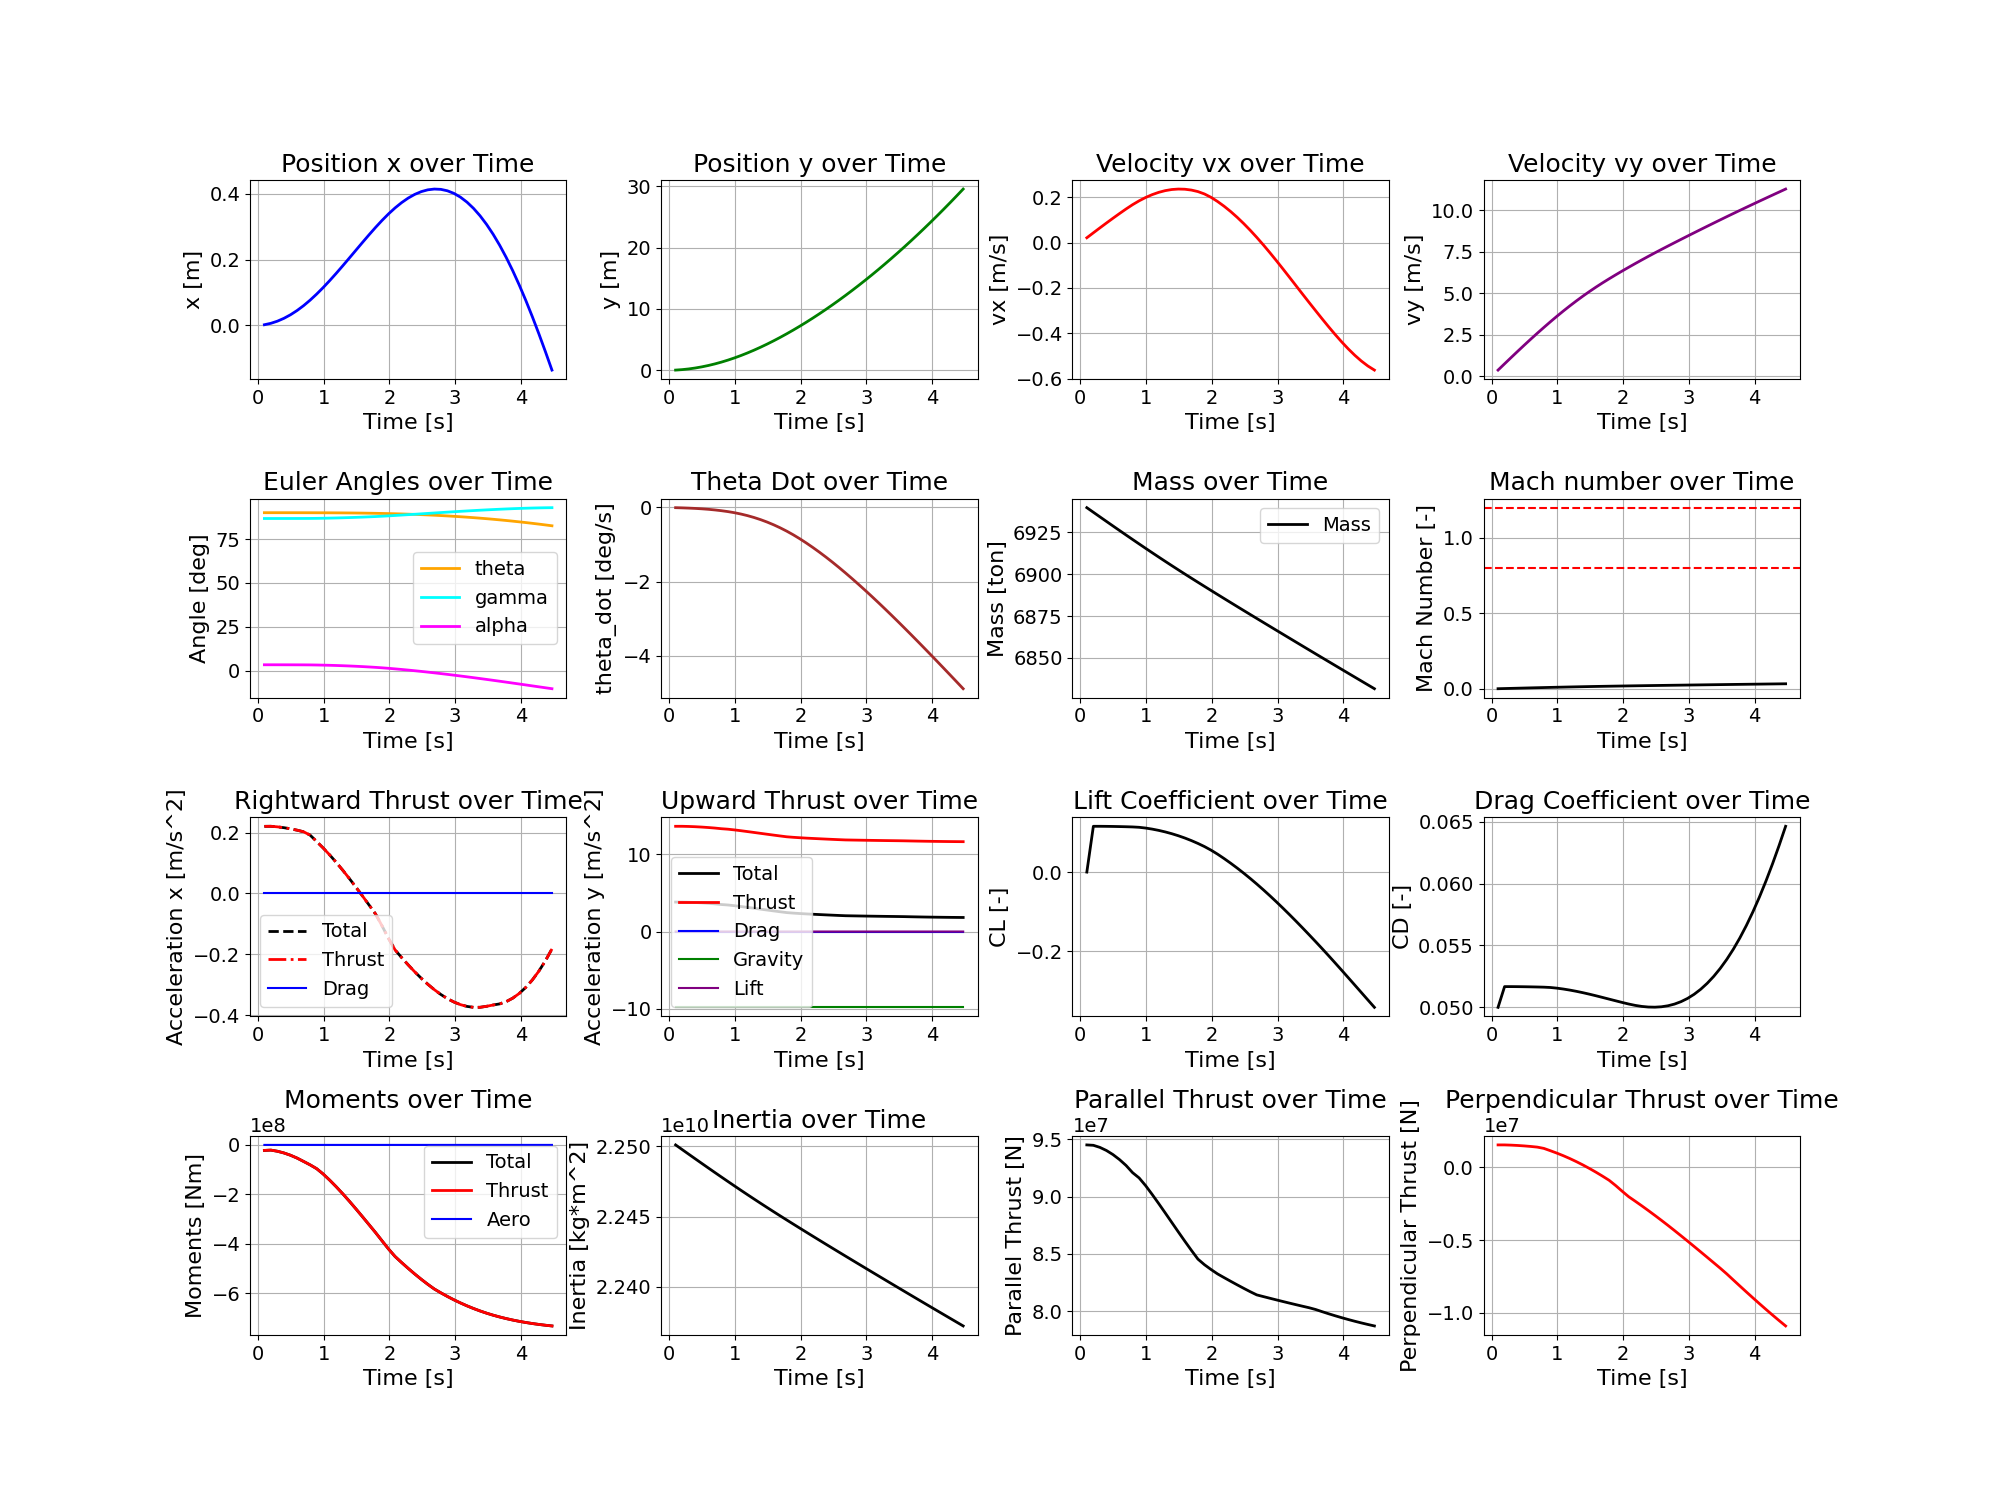 Position x over Time
x [m]
0.4
0.2
0.0
0 1 2 3 4
Time [s]
Position y over Time
y [m]
30
20
10
0
0 1 2 3 4
Time [s]
Velocity vx over Time
vx [m/s]
0.2
0.0
−0.2
−0.4
−0.6
0 1 2 3 4
Time [s]
Velocity vy over Time
vy [m/s]
10.0
7.5
5.0
2.5
0.0
0 1 2 3 4
Time [s]
Euler Angles over Time
Angle [deg]
75
50
25
0
theta
gamma
alpha
0 1 2 3 4
Time [s]
Theta Dot over Time
theta_dot [deg/s]
0
−2
−4
0 1 2 3 4
Time [s]
Mass over Time
Mass [ton]
6925
6900
6875
6850
Mass
0 1 2 3 4
Time [s]
Mach number over Time
Mach Number [-]
1.0
0.5
0.0
0 1 2 3 4
Time [s]
Rightward Thrust over Time
Acceleration x [m/s^2]
0.2
0.0
−0.2
−0.4
Total
Thrust
Drag
0 1 2 3 4
Time [s]
Upward Thrust over Time
Acceleration y [m/s^2]
10
0
−10
Total
Thrust
Drag
Gravity
Lift
0 1 2 3 4
Time [s]
Lift Coefficient over Time
CL [-]
0.0
−0.2
0 1 2 3 4
Time [s]
Drag Coefficient over Time
CD [-]
0.065
0.060
0.055
0.050
0 1 2 3 4
Time [s]
Moments over Time
1e8
Moments [Nm]
0
−2
−4
−6
Total
Thrust
Aero
0 1 2 3 4
Time [s]
Inertia over Time
1e10
Inertia [kg*m^2]
2.250
2.245
2.240
0 1 2 3 4
Time [s]
Parallel Thrust over Time
1e7
Parallel Thrust [N]
9.5
9.0
8.5
8.0
0 1 2 3 4
Time [s]
Perpendicular Thrust over Time
1e7
Perpendicular Thrust [N]
0.0
−0.5
−1.0
0 1 2 3 4
Time [s]